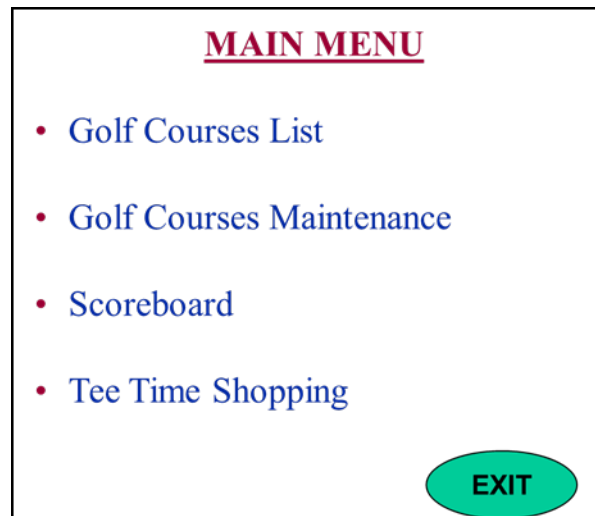 MAIN MENU
• Golf Courses List
• Golf Courses Maintenance
• Scoreboard
• Tee Time Shopping
EXIT